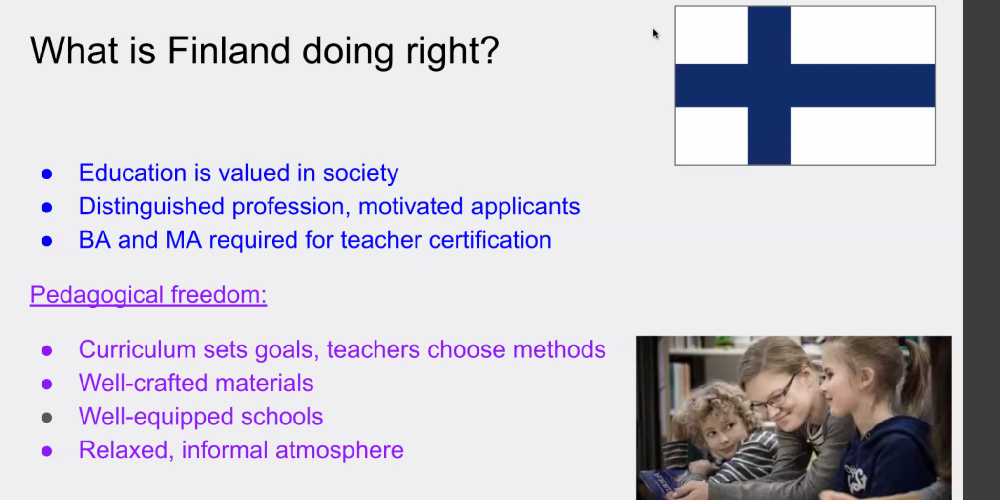 What is Finland doing right?
● Education is valued in society
● Distinguished profession, motivated applicants
● BA and MA required for teacher certification
Pedagogical freedom:
● Curriculum sets goals, teachers choose methods
● Well-crafted materials
● Well-equipped schools
● Relaxed, informal atmosphere